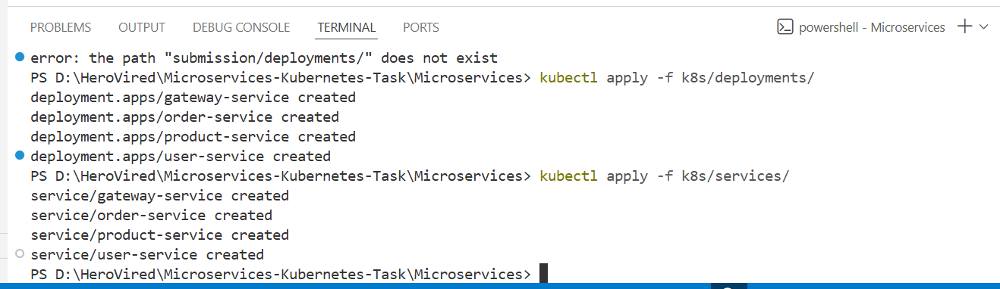 PROBLEMS OUTPUT DEBUG CONSOLE TERMINAL PORTS powershell - Microservices
error: the path "submission/deployments/" does not exist
PS D:\HeroVired\Microservices-Kubernetes-Task\Microservices> kubectl apply -f k8s/deployments/
deployment.apps/gateway-service created
deployment.apps/order-service created
deployment.apps/product-service created
deployment.apps/user-service created
PS D:\HeroVired\Microservices-Kubernetes-Task\Microservices> kubectl apply -f k8s/services/
service/gateway-service created
service/order-service created
service/product-service created
service/user-service created
PS D:\HeroVired\Microservices-Kubernetes-Task\Microservices>